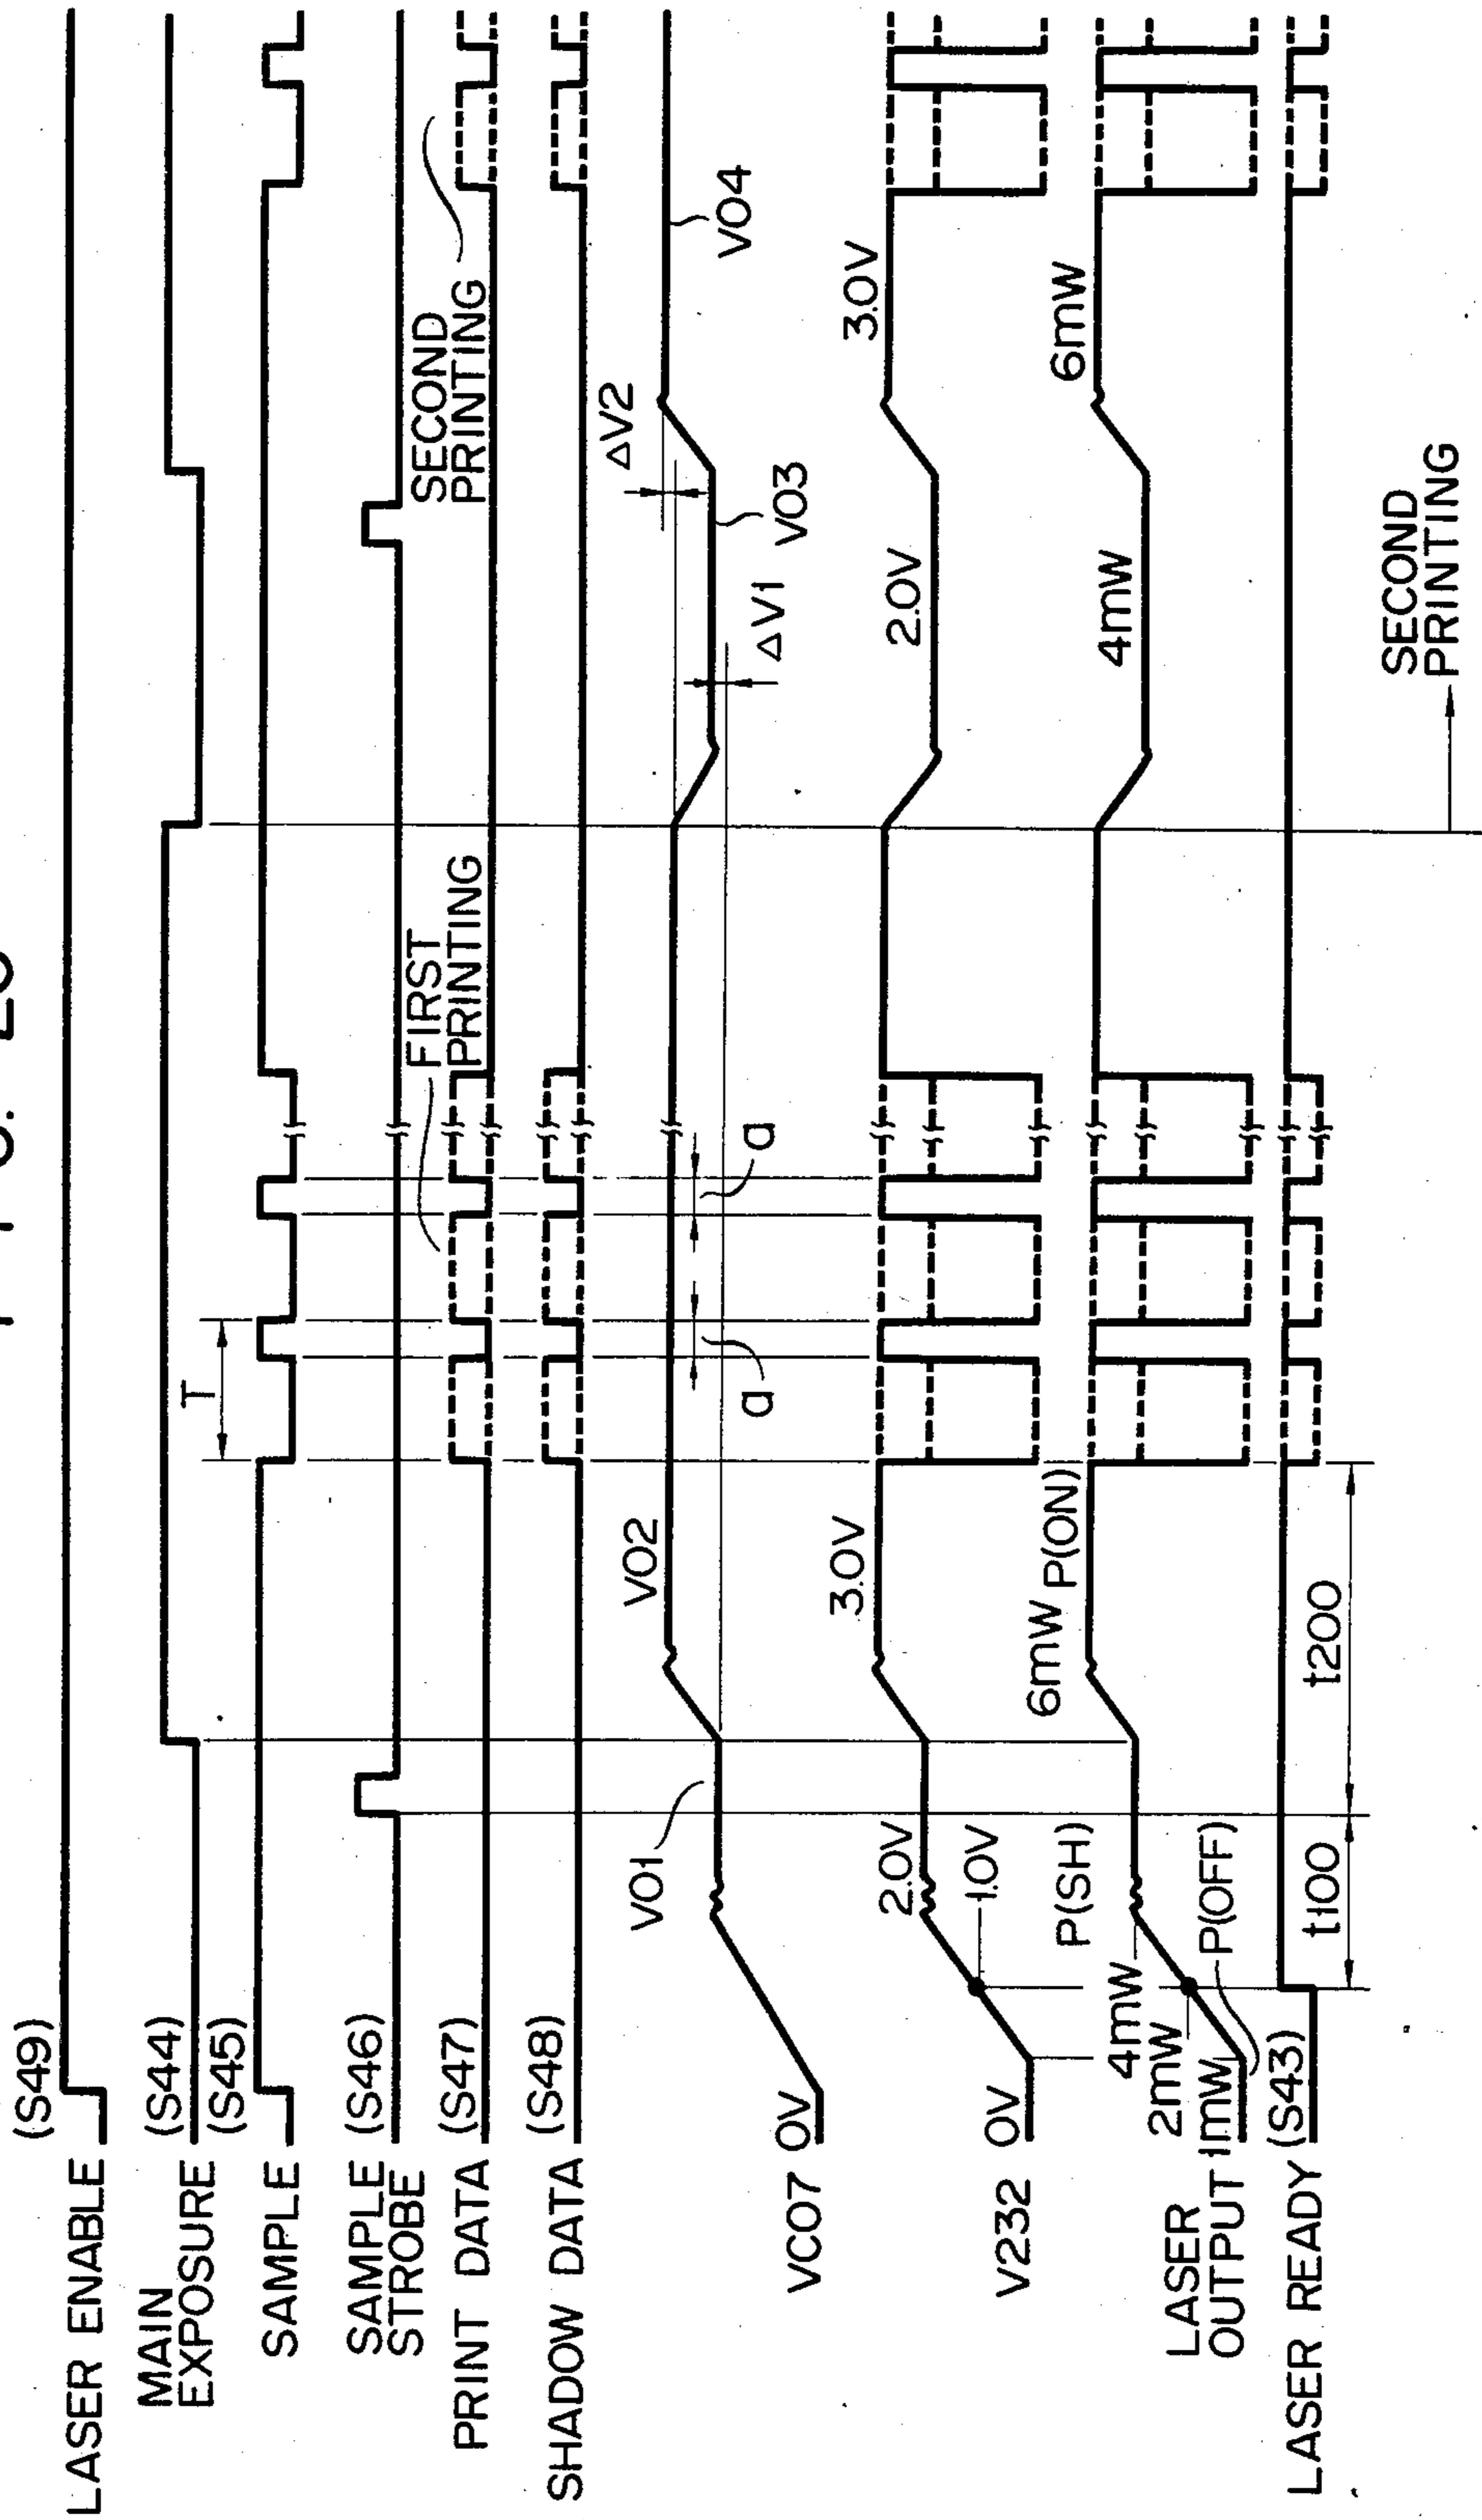 (S49)
LASER ENABLE
(S44)
MAIN
EXPOSURE
(S45)
SAMPLE
(S46)
SAMPLE
STROBE
(S47)
PRINT DATA
(S48)
SHADOW DATA
T
FIRST
PRINTING
SECOND
PRINTING
VC07
0V
V01
V02
a
a
ΔV1
V03
ΔV2
V04
V232
0V
2.0V
1.0V
3.0V
2.0V
3.0V
LASER
OUTPUT
1mW
2mW
4mW
P(SH)
P(OFF)
6mW P(ON)
4mW
6mW
LASER READY
(S43)
t100
t200
SECOND
PRINTING